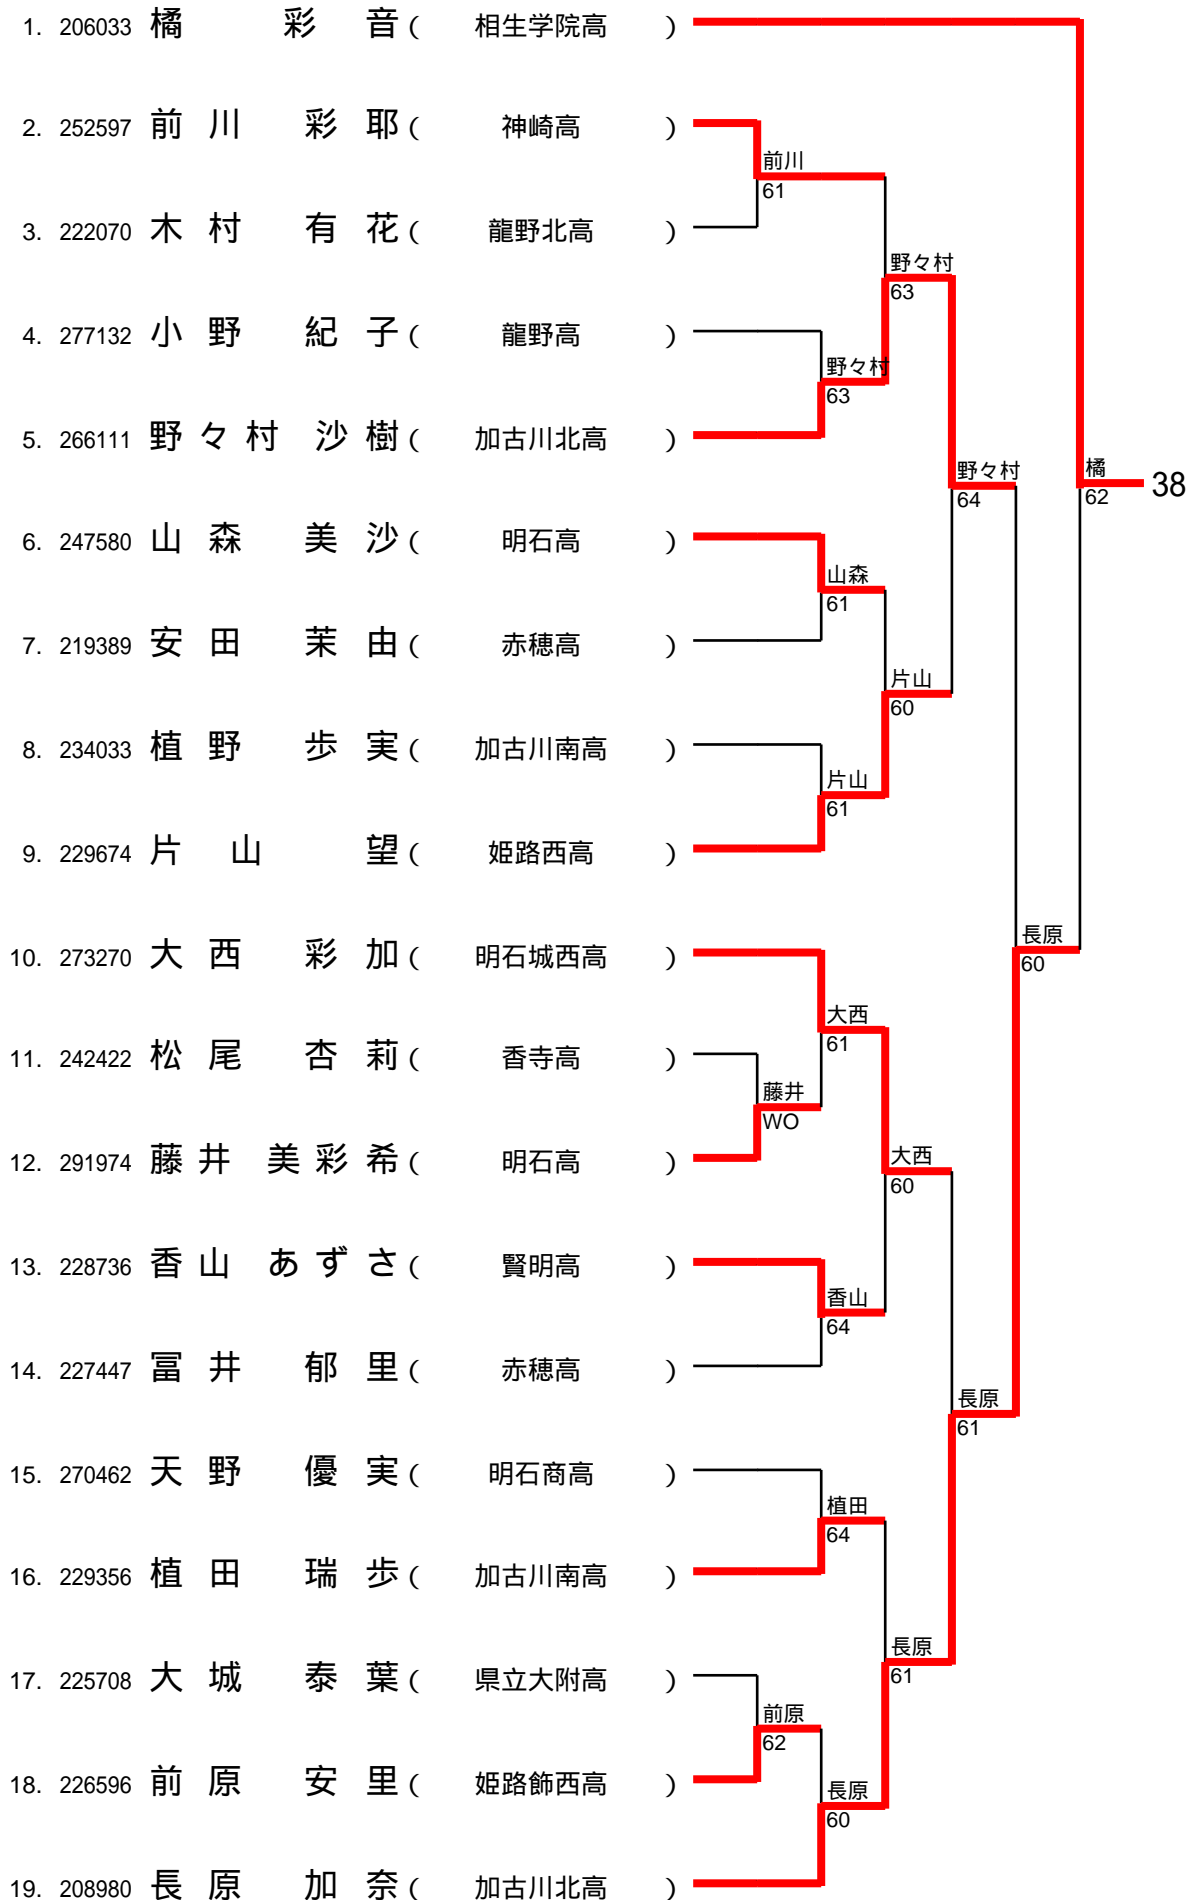 1. 206033 橘 彩 音 ( 相生学院高 )
2. 252597 前 川 彩 耶 ( 神崎高 )
前川
61
3. 222070 木 村 有 花 ( 龍野北高 )
野々村
63
4. 277132 小 野 紀 子 ( 龍野高 )
野々村
63
5. 266111 野 々 村 沙 樹 ( 加古川北高 )
野々村
64
橘
62
38
6. 247580 山 森 美 沙 ( 明石高 )
山森
61
7. 219389 安 田 茉 由 ( 赤穂高 )
片山
60
8. 234033 植 野 歩 実 ( 加古川南高 )
片山
61
9. 229674 片 山 望 ( 姫路西高 )
長原
60
10. 273270 大 西 彩 加 ( 明石城西高 )
大西
61
11. 242422 松 尾 杏 莉 ( 香寺高 )
藤井
WO
12. 291974 藤 井 美 彩 希 ( 明石高 )
大西
60
13. 228736 香 山 あ ず さ ( 賢明高 )
香山
64
14. 227447 冨 井 郁 里 ( 赤穂高 )
長原
61
15. 270462 天 野 優 実 ( 明石商高 )
植田
64
16. 229356 植 田 瑞 歩 ( 加古川南高 )
長原
61
17. 225708 大 城 泰 葉 ( 県立大附高 )
前原
62
18. 226596 前 原 安 里 ( 姫路飾西高 )
長原
60
19. 208980 長 原 加 奈 ( 加古川北高 )